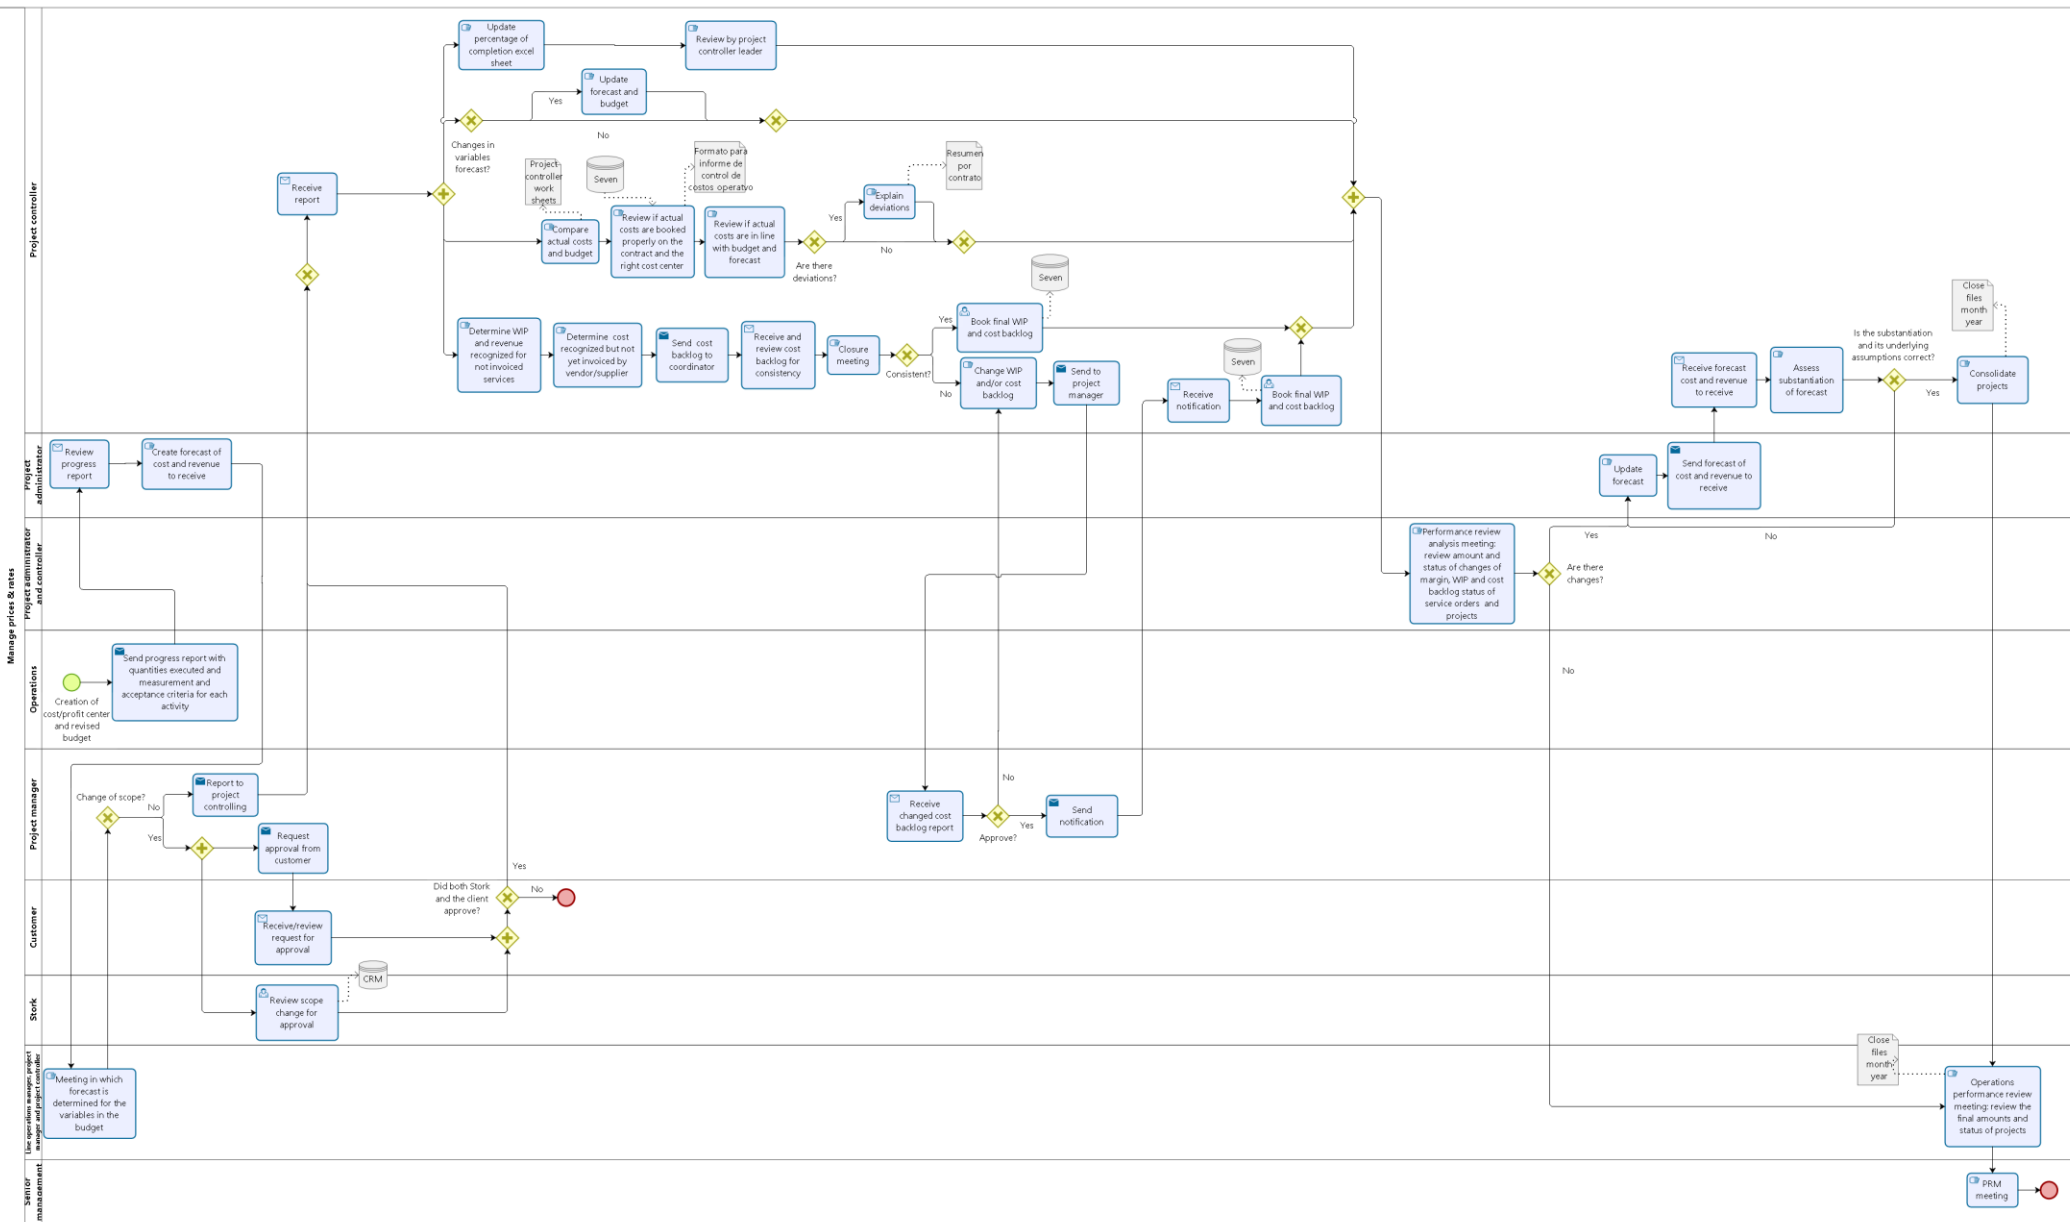 Manage prices & rates
Project controller
Update
percentage of
completion excel
sheet
Review by project
controller leader
Update
forecast and
budget
Yes
No
Changes in
variables
forecast?
Receive
report
Project
controller
work
sheets
Seven
Formato para
informe de
control de
costos operatvo
Resumen
por
contrato
Compare
actual costs
and budget
Review if actual
costs are booked
properly on the
contract and the
right cost center
Review if actual
costs are in line
with budget and
forecast
Are there
deviations?
Yes
No
Explain
deviations
Seven
Determine WIP
and revenue
recognized for
not invoiced
services
Determine cost
recognized but not
yet invoiced by
vendor/supplier
Send cost
backlog to
coordinator
Receive and
review cost
backlog for
consistency
Closure
meeting
Consistent?
Yes
No
Book final WIP
and cost backlog
Change WIP
and/or cost
backlog
Send to
project
manager
Receive
notification
Seven
Book final WIP
and cost backlog
Receive forecast
cost and revenue
to receive
Assess
substantiation
of forecast
Is the substantiation
and its underlying
assumptions correct?
Yes
Close
files
month
year
Consolidate
projects
Project
administrator
Review
progress
report
Create forecast of
cost and revenue
to receive
Update
forecast
Send forecast of
cost and revenue to
receive
Project administrator
and controller
Performance review
analysis meeting:
review amount and
status of changes of
margin, WIP and cost
backlog status of
service orders and
projects
Are there
changes?
Yes
No
No
Operations
Creation of
cost/profit center
and revised
budget
Send progress report with
quantities executed and
measurement and
acceptance criteria for each
activity
Project manager
Change of scope?
No
Yes
Report to
project
controlling
Request
approval from
customer
Receive
changed cost
backlog report
Approve?
No
Yes
Send
notification
Customer
Receive/review
request for
approval
Did both Stork
and the client
approve?
Yes
No
Stork
CRM
Review scope
change for
approval
Line operations manager, project
manager and project controller
Meeting in which
forecast is
determined for the
variables in the
budget
Close
files
month
year
Operations
performance review
meeting: review the
final amounts and
status of projects
Senior
management
PRM
meeting